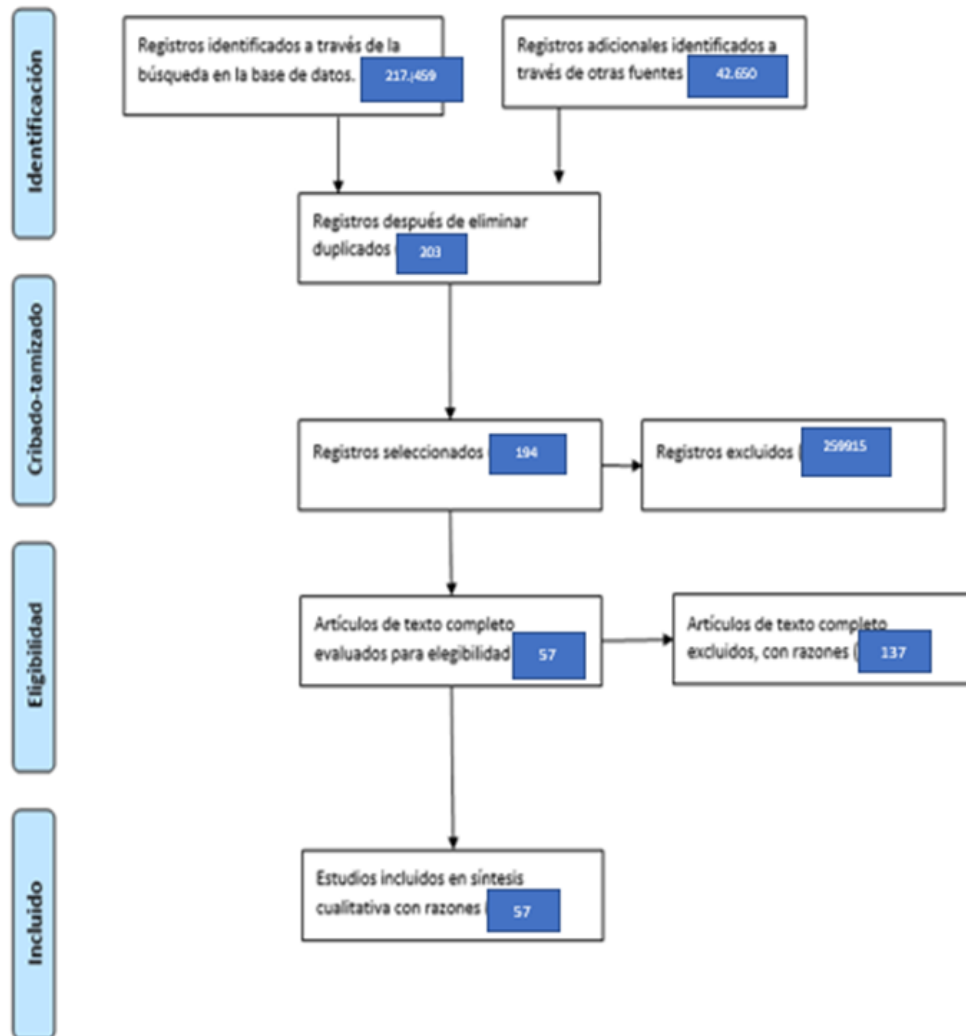 Identificación
Registros identificados a través de la
búsqueda en la base de datos. 217.¡459
Registros adicionales identificados a
través de otras fuentes 42.650
Registros después de eliminar
duplicados ( 203
Cribado-tamizado
Registros seleccionados ( 194
Registros excluidos ( 259915
Eligibilidad
Artículos de texto completo
evaluados para elegibilidad 57
Artículos de texto completo
excluidos, con razones ( 137
Incluido
Estudios incluidos en síntesis
cualitativa con razones ( 57